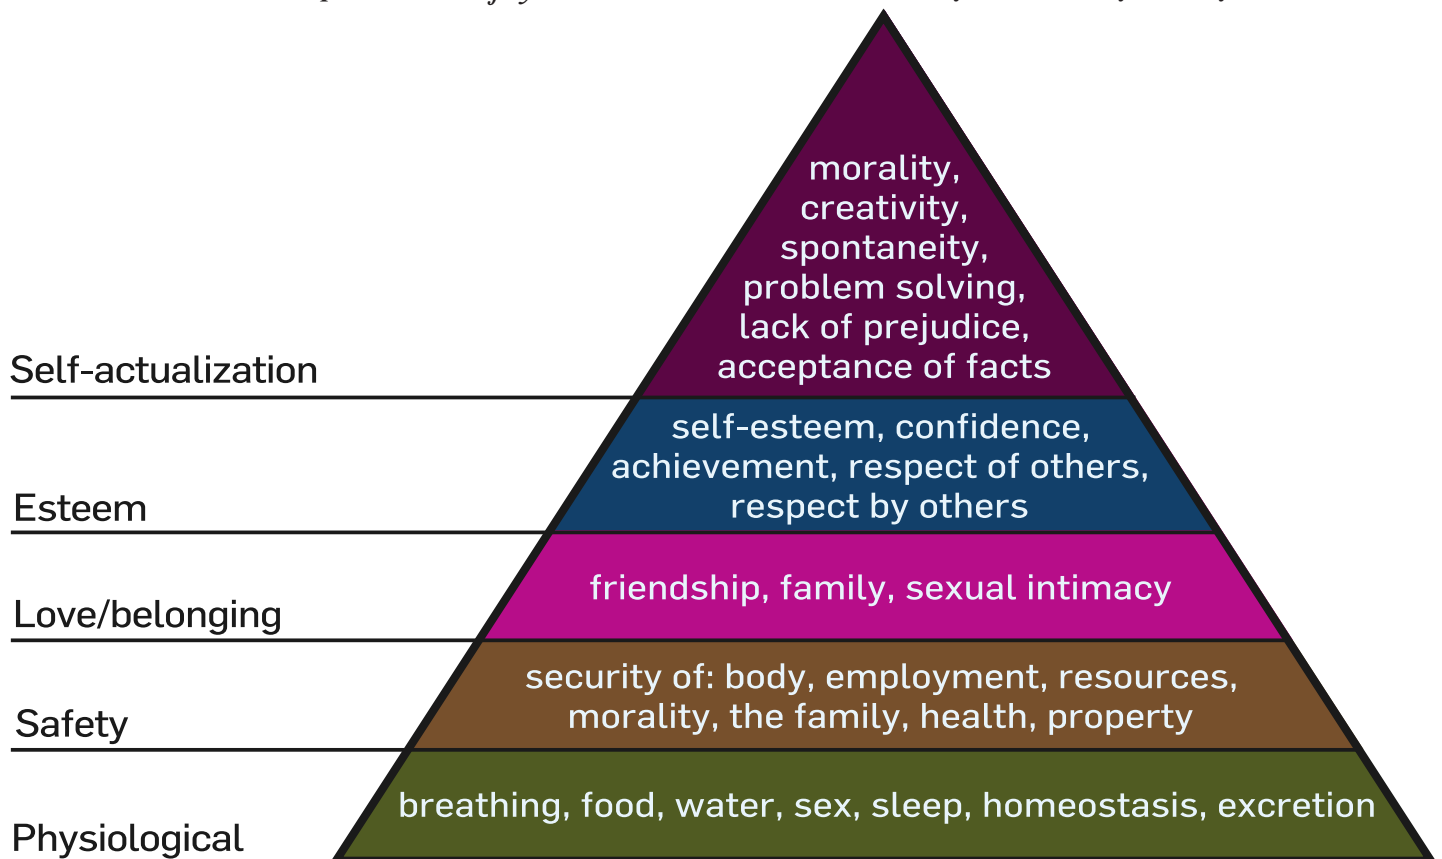 morality,
creativity,
spontaneity,
problem solving,
lack of prejudice,
acceptance of facts
Self-actualization
self-esteem, confidence,
achievement, respect of others,
respect by others
Esteem
friendship, family, sexual intimacy
Love/belonging
security of: body, employment, resources,
morality, the family, health, property
Safety
breathing, food, water, sex, sleep, homeostasis, excretion
Physiological